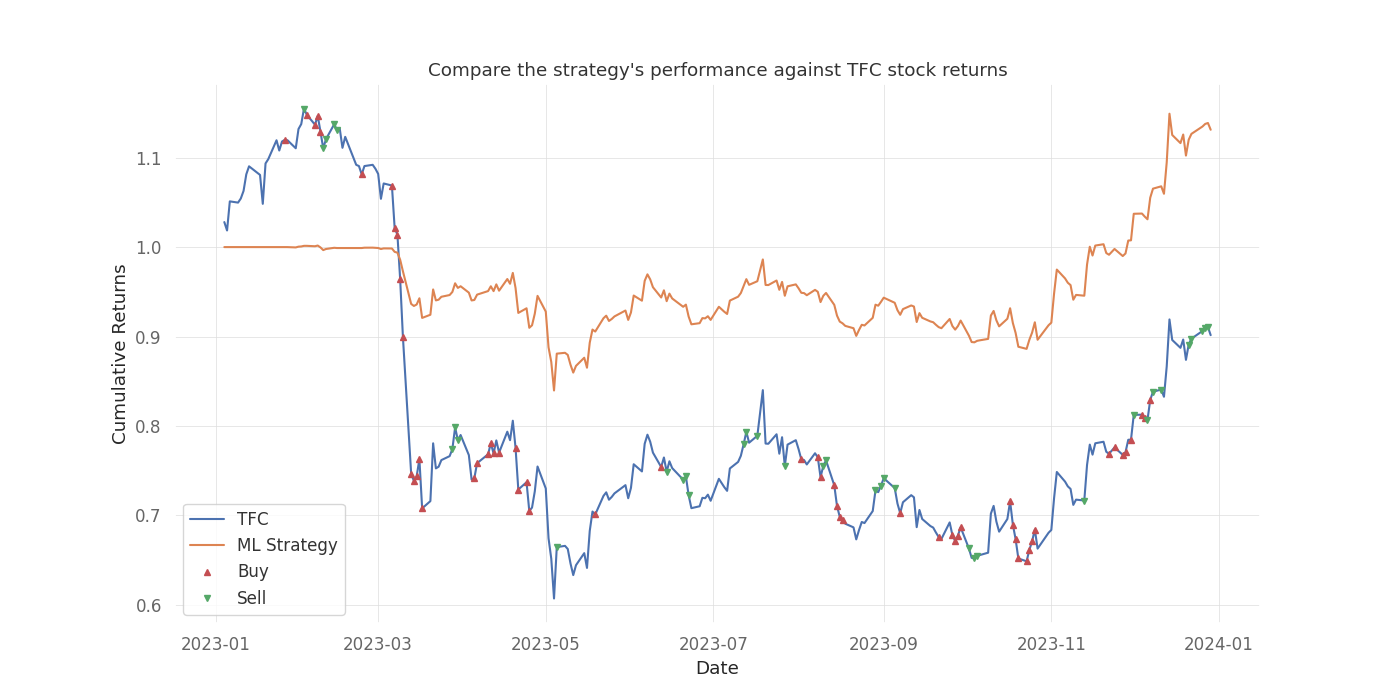 Compare the strategy's performance against TFC stock returns
Cumulative Returns
1.1
1.0
0.9
0.8
0.7
0.6
TFC
ML Strategy
Buy
Sell
2023-01
2023-03
2023-05
2023-07
2023-09
2023-11
2024-01
Date